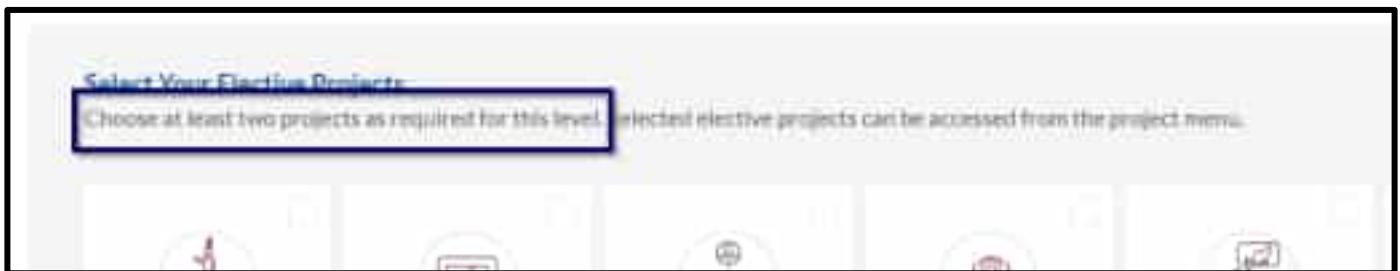 Select Your Elective Projects
Choose at least two projects as required for this level. Selected elective projects can be accessed from the project menu.